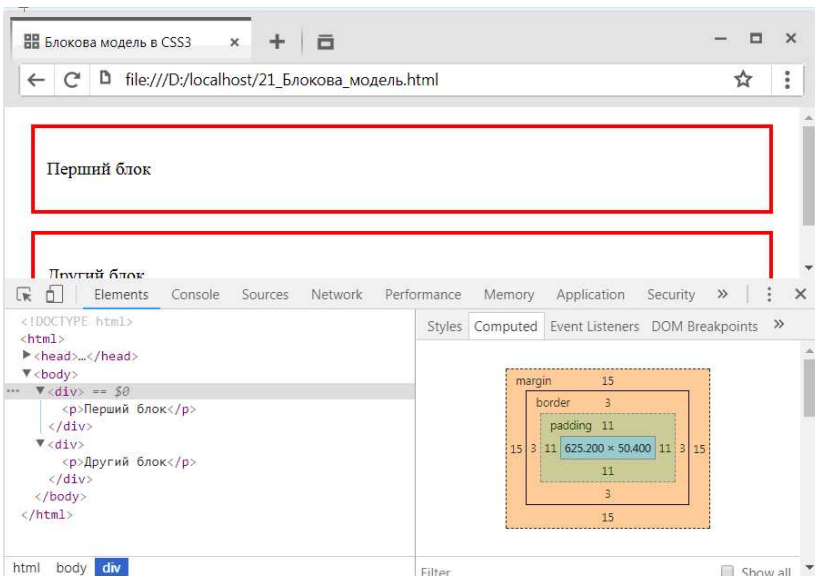 Блокова модель в CSS3
file:///D:/localhost/21_Блокова_модель.html
Перший блок
Другий блок
Elements Console Sources Network Performance Memory Application Security »
<!DOCTYPE html>
<html>
<head>…</head>
<body>
<div> == $0
<p>Перший блок</p>
</div>
<div>
<p>Другий блок</p>
</div>
</body>
</html>
html body div
Styles Computed Event Listeners DOM Breakpoints »
margin 15
border 3
padding 11
15 3 11 625.200 × 50.400 11 3 15
11
3
15
Filter Show all